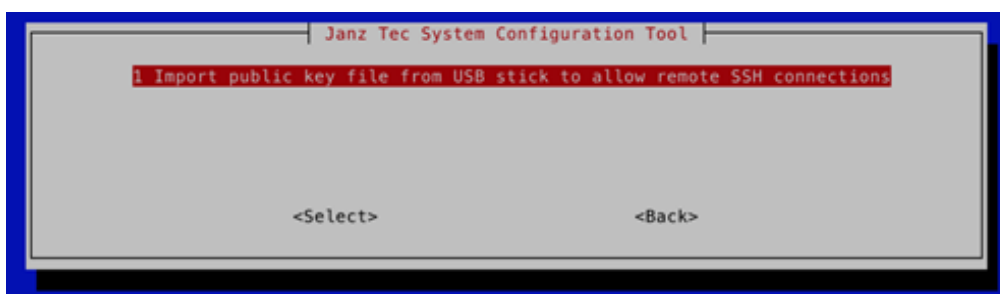 Janz Tec System Configuration Tool
1 Import public key file from USB stick to allow remote SSH connections
<Select> <Back>